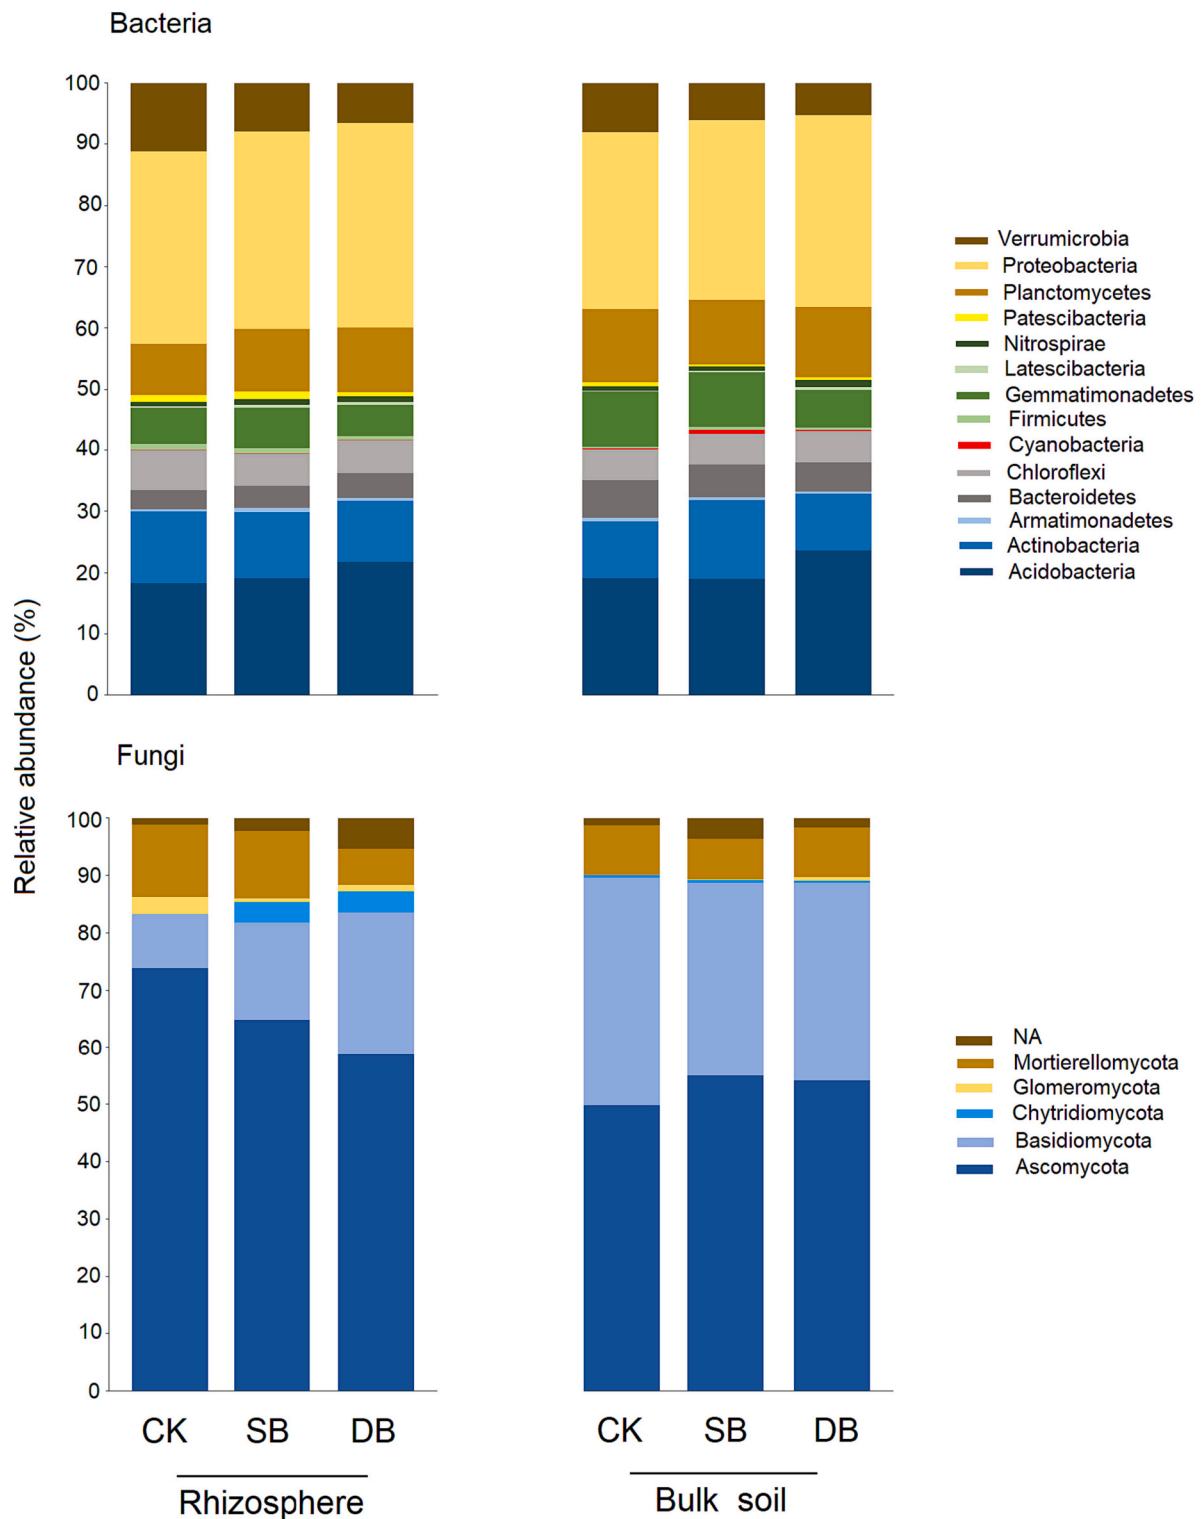 Bacteria
100
90
80
70
60
50
40
30
20
10
0
Verrumicrobia
Proteobacteria
Planctomycetes
Patescibacteria
Nitrospirae
Latescibacteria
Gemmatimonadetes
Firmicutes
Cyanobacteria
Chloroflexi
Bacteroidetes
Armatimonadetes
Actinobacteria
Acidobacteria
Relative abundance (%)
Fungi
100
90
80
70
60
50
40
30
20
10
0
NA
Mortierellomycota
Glomeromycota
Chytridiomycota
Basidiomycota
Ascomycota
CK SB DB CK SB DB
Rhizosphere Bulk soil